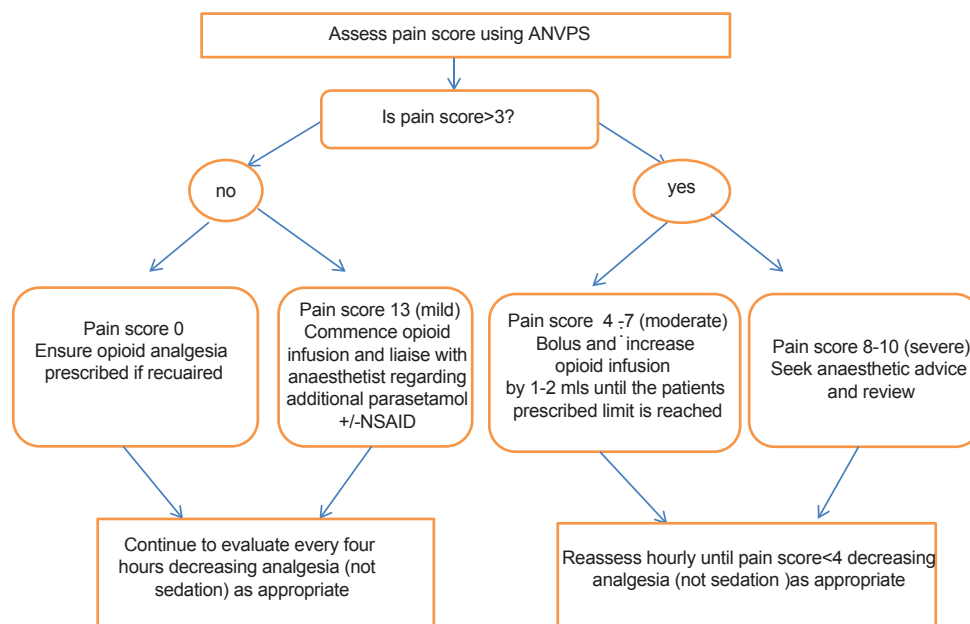 Assess pain score using ANVPS
Is pain score>3?
no
yes
Pain score 0
Ensure opioid analgesia
prescribed if recuaired
Pain score 13 (mild)
Commence opioid
infusion and liaise with
anaesthetist regarding
additional parasetamol
+/-NSAID
Pain score 4 -7 (moderate)
Bolus and increase
opioid infusion
by 1-2 mls until the patients
prescribed limit is reached
Pain score 8-10 (severe)
Seek anaesthetic advice
and review
Continue to evaluate every four
hours decreasing analgesia (not
sedation) as appropriate
Reassess hourly until pain score<4 decreasing
analgesia (not sedation )as appropriate